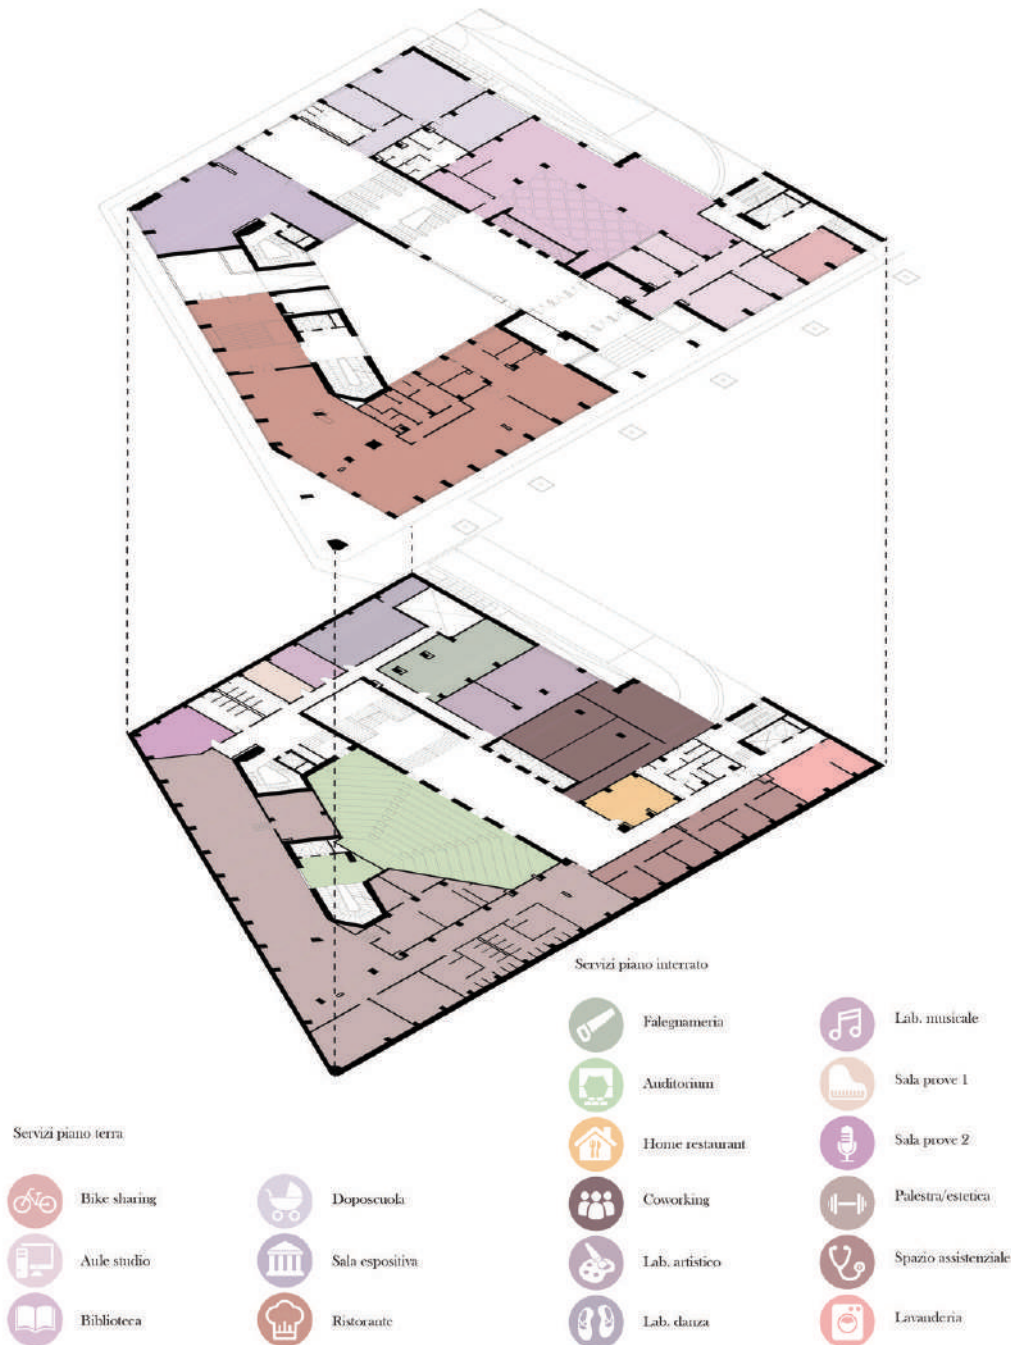 Servizi piano interrato
Falegnameria
Lab. musicale
Auditorium
Sala prove 1
Servizi piano terra
Home restaurant
Sala prove 2
Bike sharing
Doposcuola
Coworking
Palestra/estetica
Aule studio
Sala espositiva
Lab. artistico
Spazio assistenziale
Biblioteca
Ristorante
Lab. danza
Lavanderia